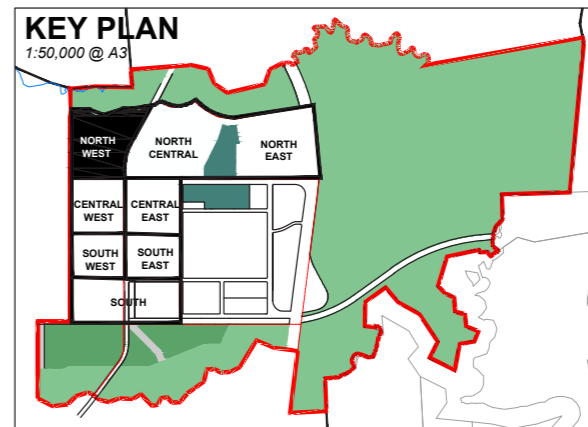 KEY PLAN
1:50,000 @ A3
NORTH
WEST
NORTH
CENTRAL
NORTH
EAST
CENTRAL
WEST
CENTRAL
EAST
SOUTH
WEST
SOUTH
EAST
SOUTH